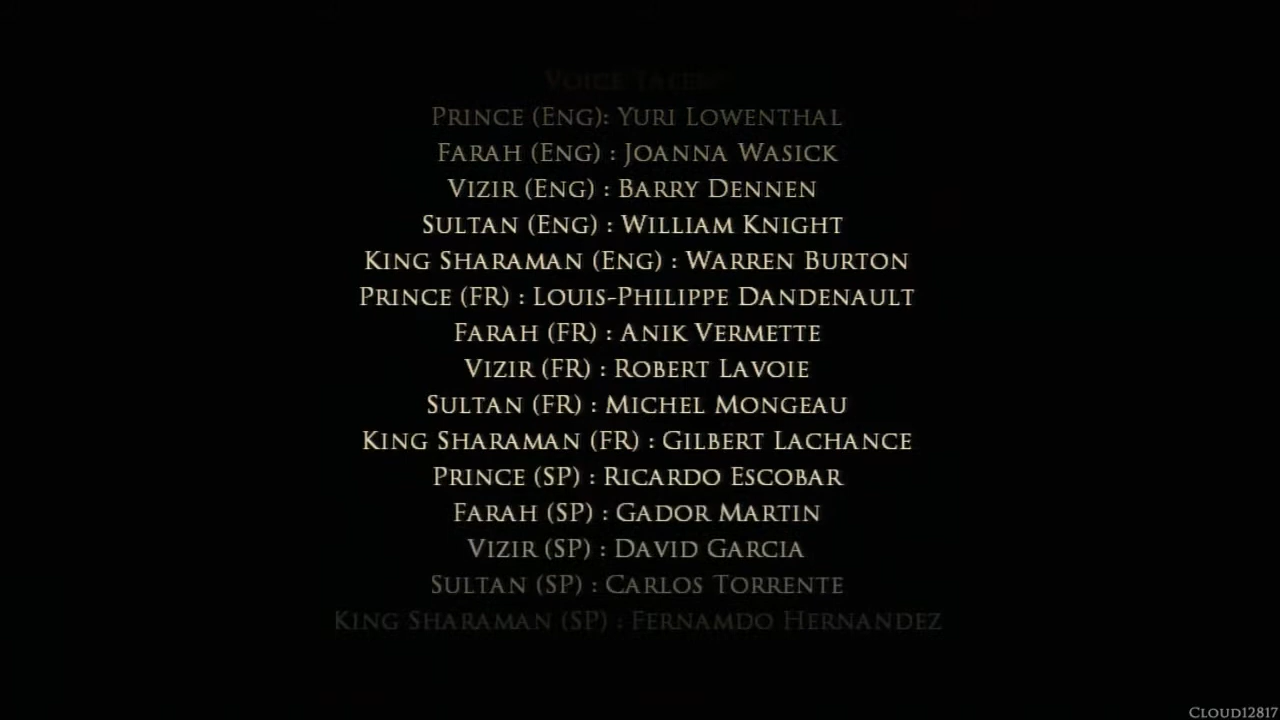 Voice Talent
Prince (Eng): Yuri Lowenthal
Farah (Eng) : Joanna Wasick
Vizir (Eng) : Barry Dennen
Sultan (Eng) : William Knight
King Sharaman (Eng) : Warren Burton
Prince (FR) : Louis-Philippe Dandenault
Farah (FR) : Anik Vermette
Vizir (FR) : Robert Lavoie
Sultan (FR) : Michel Mongeau
King Sharaman (FR) : Gilbert Lachance
Prince (SP) : Ricardo Escobar
Farah (SP) : Gador Martin
Vizir (SP) : David Garcia
Sultan (SP) : Carlos Torrente
King Sharaman (SP) : Fernamdo Hernandez
Cloud12817